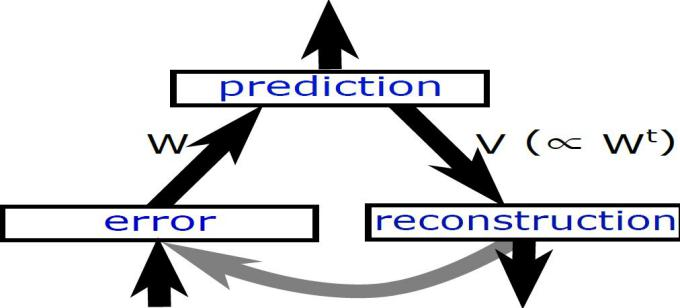 prediction
W
V (∝ Wᵗ)
error
reconstruction